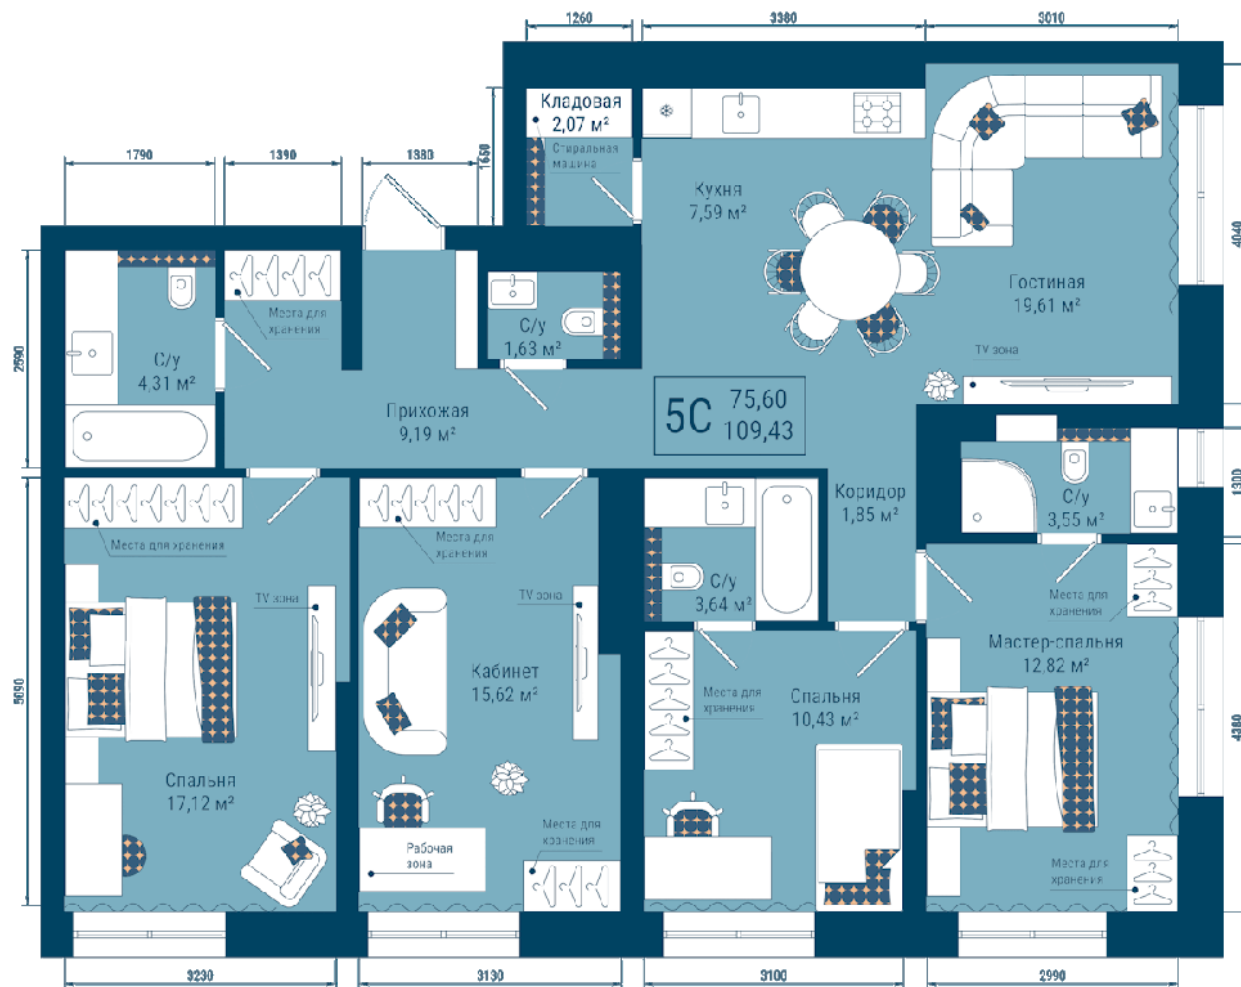 1260
3380
3010
Кладовая
2,07 м²
Стиральная
машина
1790
1390
1380
1650
Кухня
7,59 м²
4040
Гостиная
19,61 м²
Места для
хранения
С/у
1,63 м²
TV зона
2590
С/у
4,31 м²
Прихожая
9,19 м²
5С
75,60
109,43
Коридор
1,85 м²
С/у
3,55 м²
1300
Места для хранения
Места для
хранения
TV зона
TV зона
С/у
3,64 м²
Места для
хранения
Мастер-спальня
12,82 м²
5090
Кабинет
15,62 м²
Места для
хранения
Спальня
10,43 м²
4380
Спальня
17,12 м²
Рабочая
зона
Места для
хранения
Места для
хранения
3230
3130
3100
2990